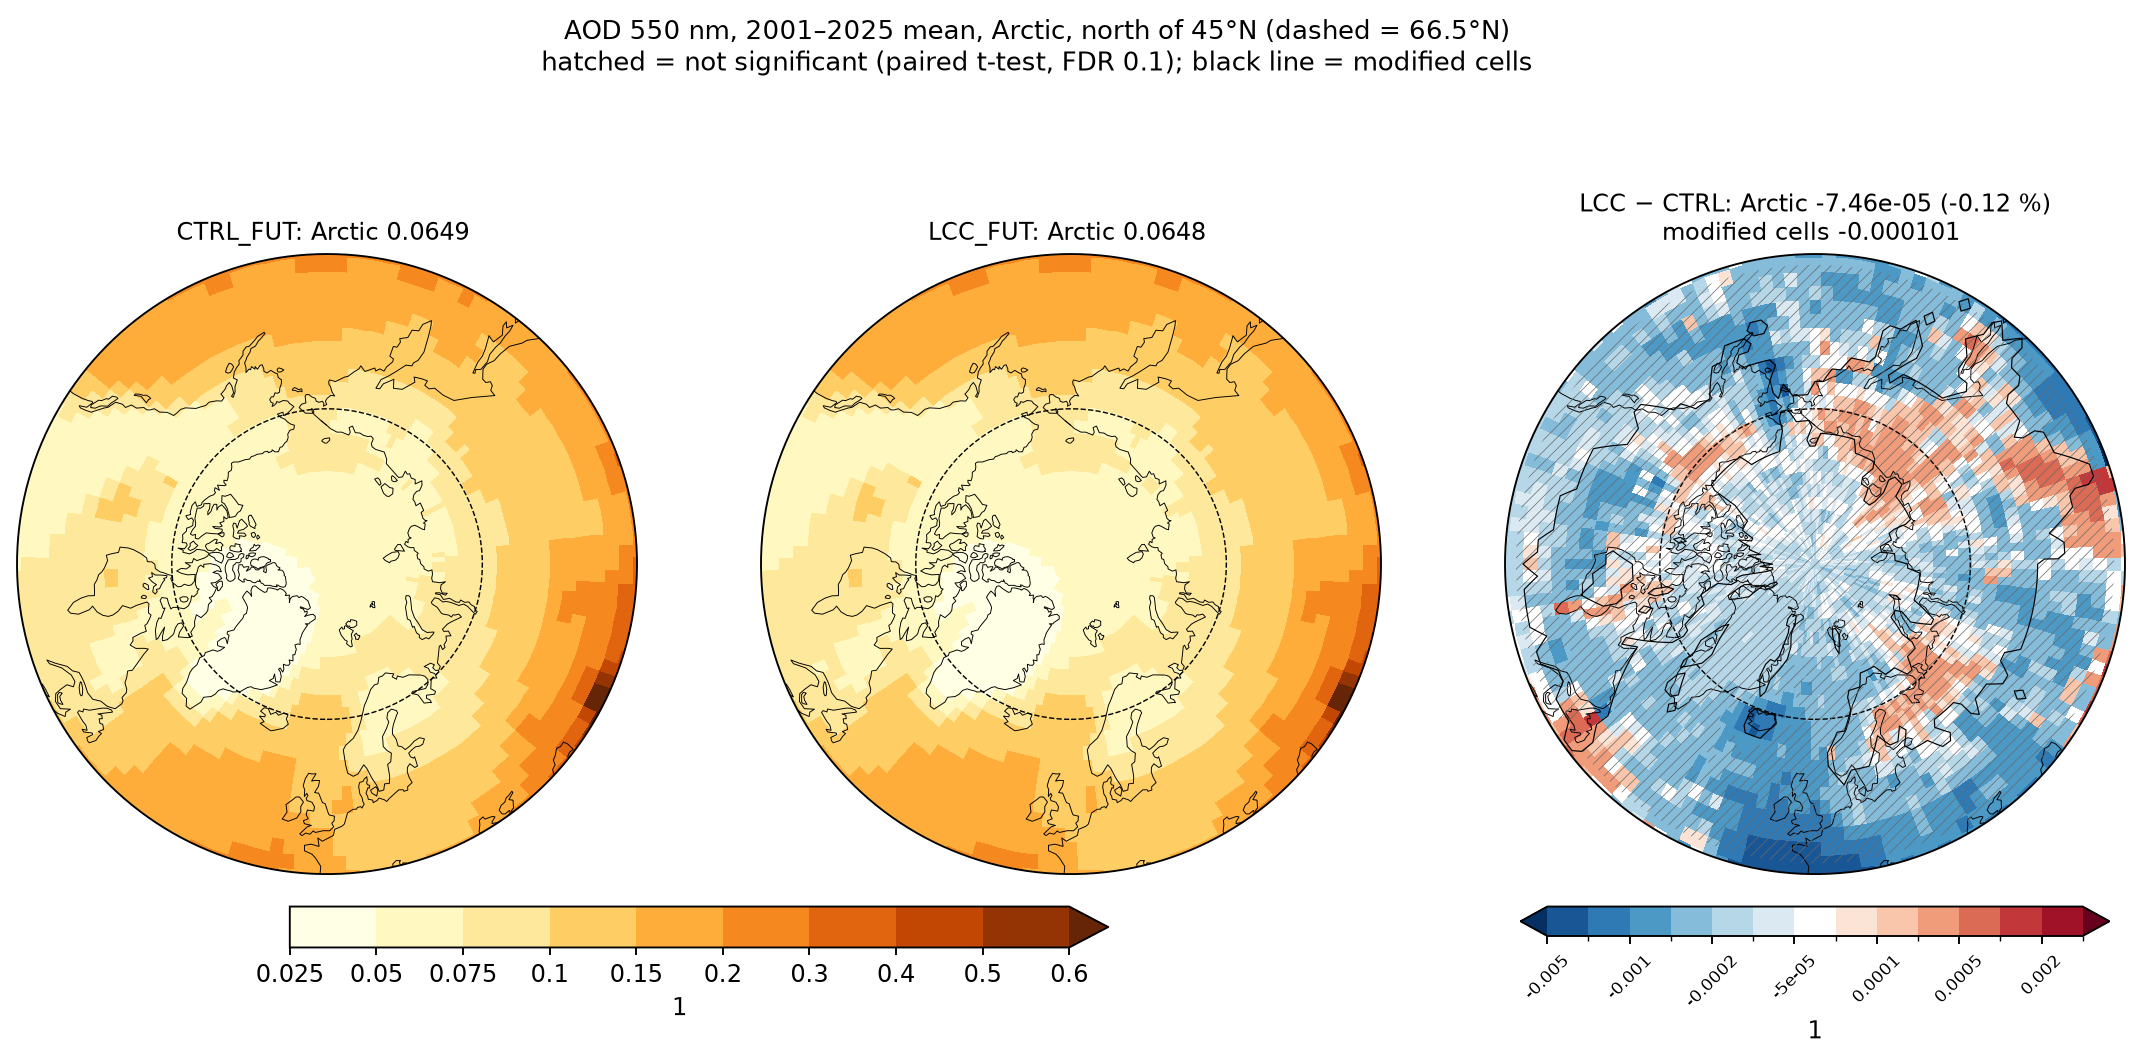 AOD 550 nm, 2001–2025 mean, Arctic, north of 45°N (dashed = 66.5°N)
hatched = not significant (paired t-test, FDR 0.1); black line = modified cells
CTRL_FUT: Arctic 0.0649
LCC_FUT: Arctic 0.0648
LCC − CTRL: Arctic -7.46e-05 (-0.12 %)
modified cells -0.000101
0.025 0.05 0.075 0.1 0.15 0.2 0.3 0.4 0.5 0.6
1
-0.005 -0.001 -0.0002 -5e-05 0.0001 0.0005 0.002
1